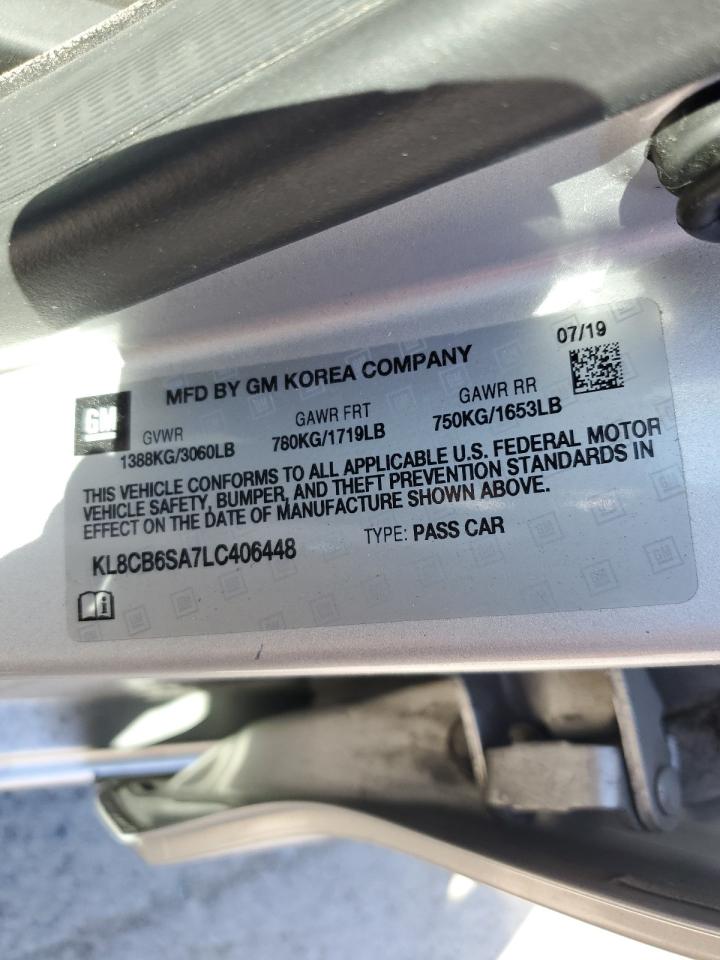 07/19
MFD BY GM KOREA COMPANY
GM
GVWR GAWR FRT GAWR RR
1388KG/3060LB 780KG/1719LB 750KG/1653LB
THIS VEHICLE CONFORMS TO ALL APPLICABLE U.S. FEDERAL MOTOR
VEHICLE SAFETY, BUMPER, AND THEFT PREVENTION STANDARDS IN
EFFECT ON THE DATE OF MANUFACTURE SHOWN ABOVE.
KL8CB6SA7LC406448 TYPE: PASS CAR